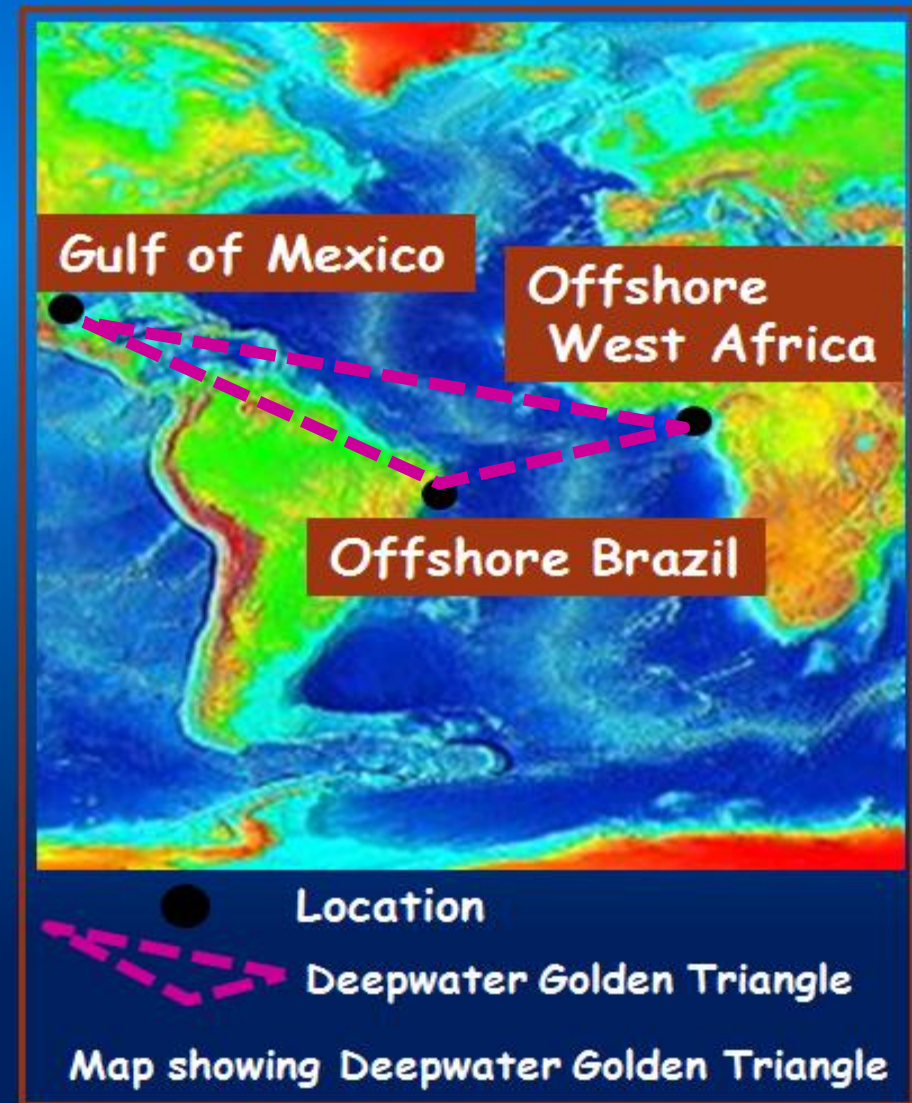 Gulf of Mexico
Offshore
West Africa
Offshore Brazil
Location
Deepwater Golden Triangle
Map showing Deepwater Golden Triangle